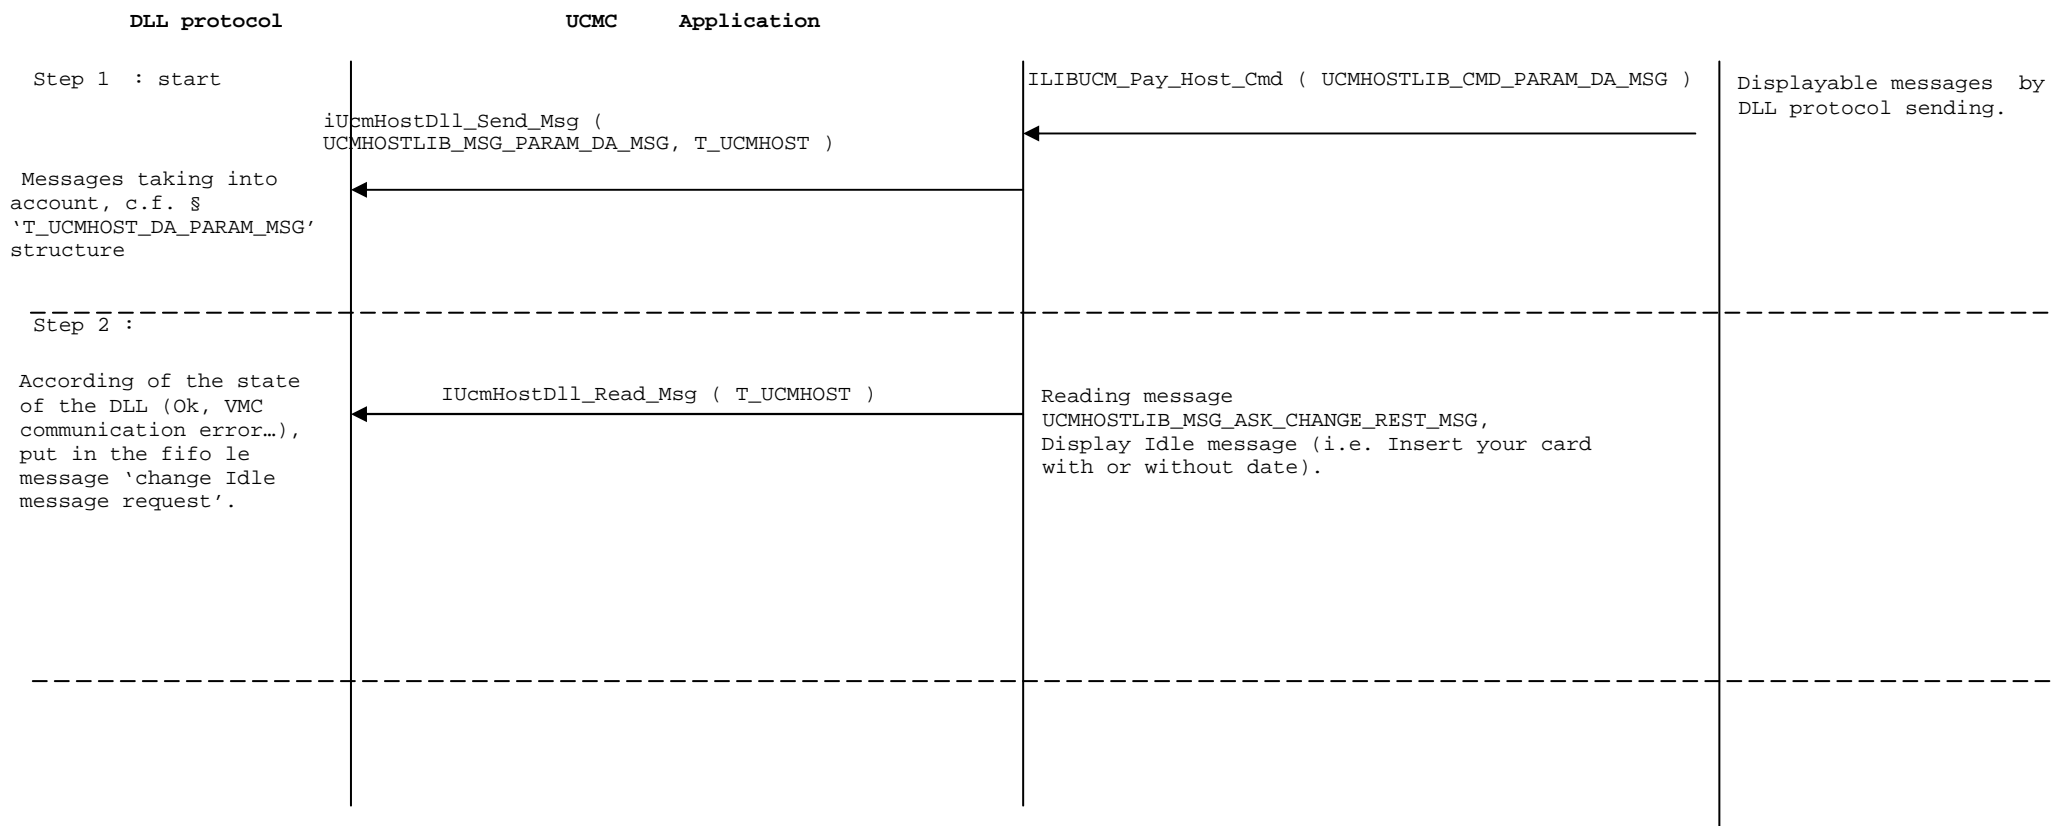 DLL protocol UCMC Application
Step 1 : start
ILIBUCM_Pay_Host_Cmd ( UCMHOSTLIB_CMD_PARAM_DA_MSG )
Displayable messages by
DLL protocol sending.
iUcmHostDll_Send_Msg (
UCMHOSTLIB_MSG_PARAM_DA_MSG, T_UCMHOST )
Messages taking into
account, c.f. §
‘T_UCMHOST_DA_PARAM_MSG’
structure
Step 2 :
According of the state
of the DLL (Ok, VMC
communication error…),
put in the fifo le
message ‘change Idle
message request’.
IUcmHostDll_Read_Msg ( T_UCMHOST )
Reading message
UCMHOSTLIB_MSG_ASK_CHANGE_REST_MSG,
Display Idle message (i.e. Insert your card
with or without date).